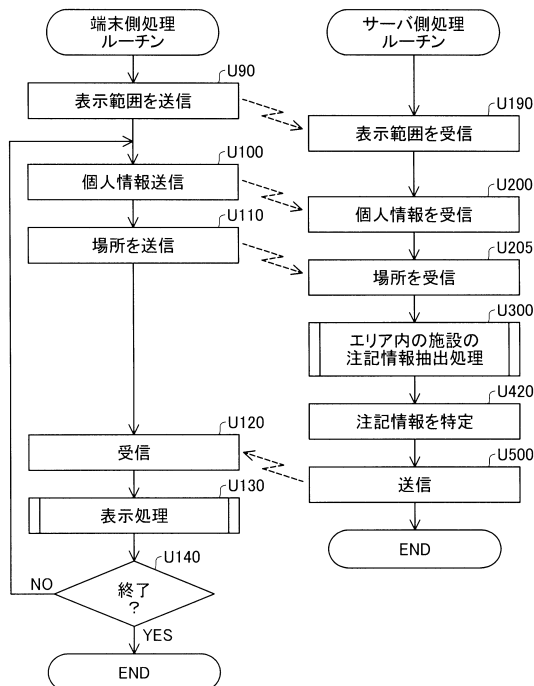 端末側処理
ルーチン
U90
表示範囲を送信
U100
個人情報送信
U110
場所を送信
U120
受信
U130
表示処理
U140
終了
?
NO
YES
END
サーバ側処理
ルーチン
U190
表示範囲を受信
U200
個人情報を受信
U205
場所を受信
U300
エリア内の施設の
注記情報抽出処理
U420
注記情報を特定
U500
送信
END